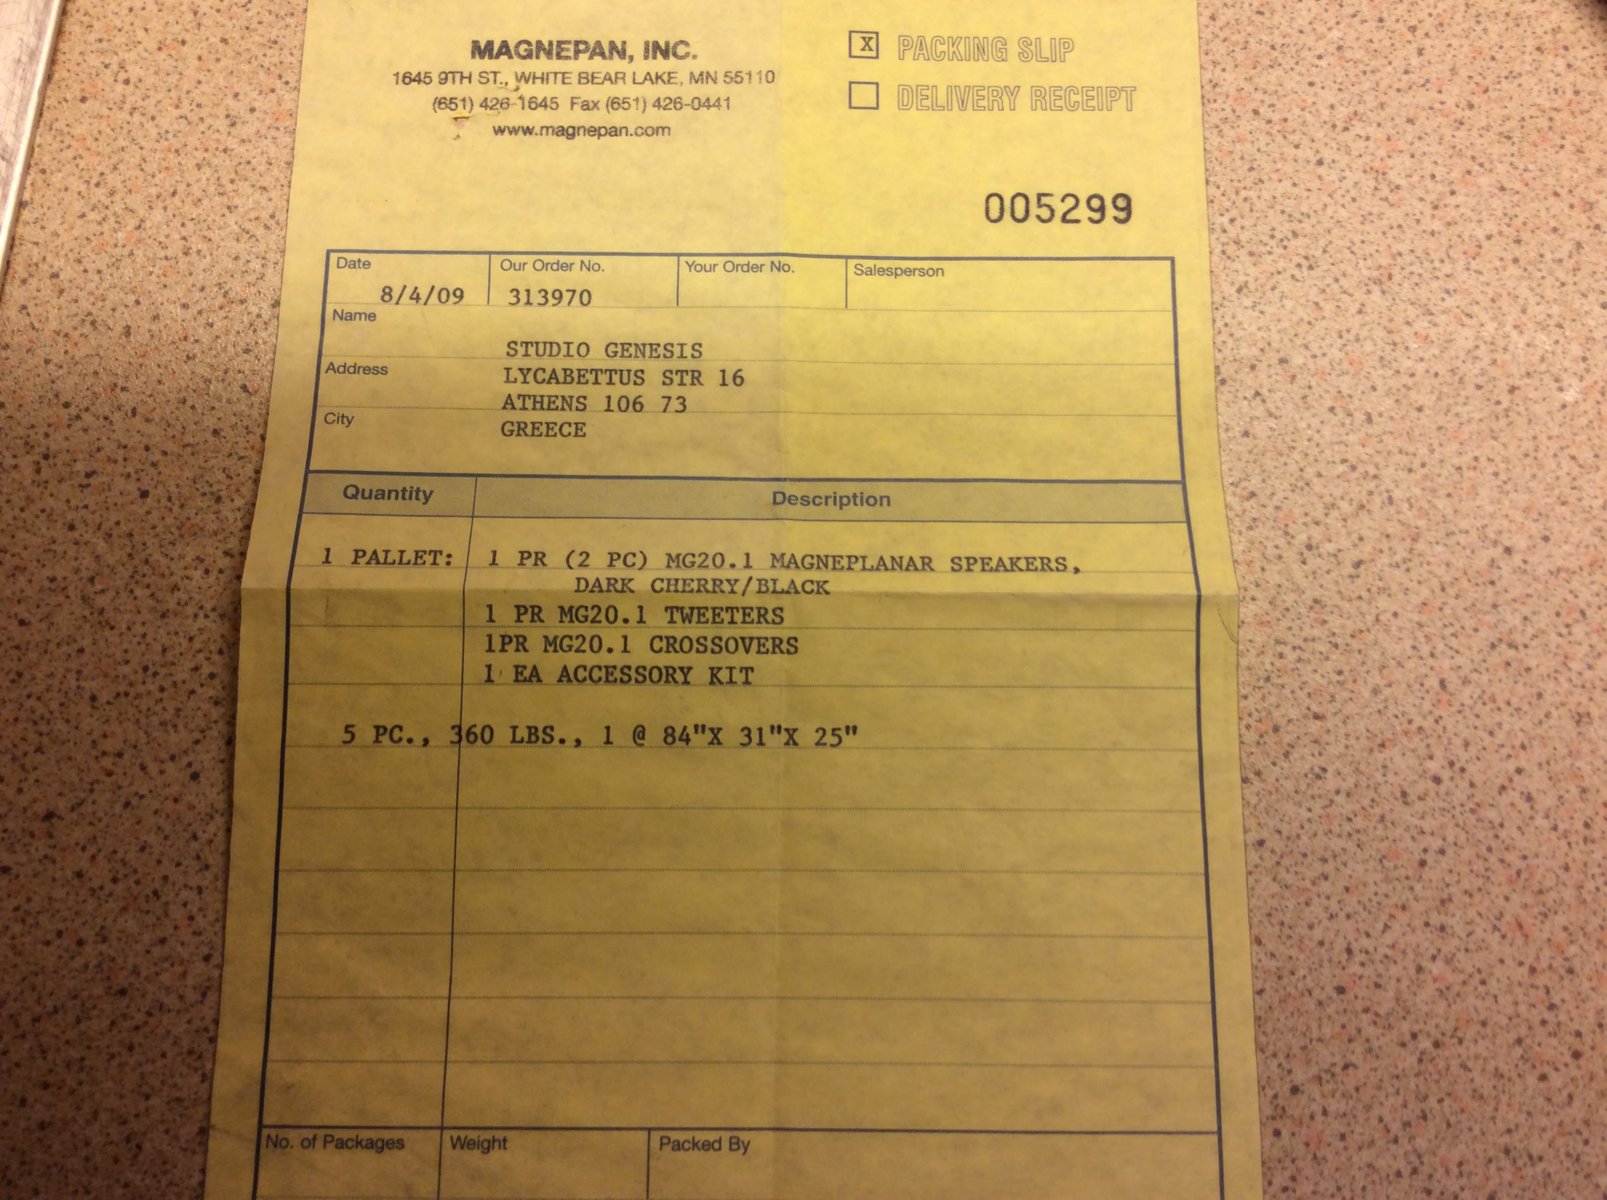 MAGNEPAN, INC.
1645 9TH ST., WHITE BEAR LAKE, MN 55110
(651) 426-1645 Fax (651) 426-0441
www.magnepan.com
X PACKING SLIP
DELIVERY RECEIPT
005299
Date Our Order No. Your Order No. Salesperson
8/4/09 313970
Name
STUDIO GENESIS
Address
LYCABETTUS STR 16
ATHENS 106 73
City
GREECE
Quantity Description
1 PALLET: 1 PR (2 PC) MG20.1 MAGNEPLANAR SPEAKERS,
DARK CHERRY/BLACK
1 PR MG20.1 TWEETERS
1PR MG20.1 CROSSOVERS
1 EA ACCESSORY KIT
5 PC., 360 LBS., 1 @ 84"X 31"X 25"
No. of Packages Weight Packed By